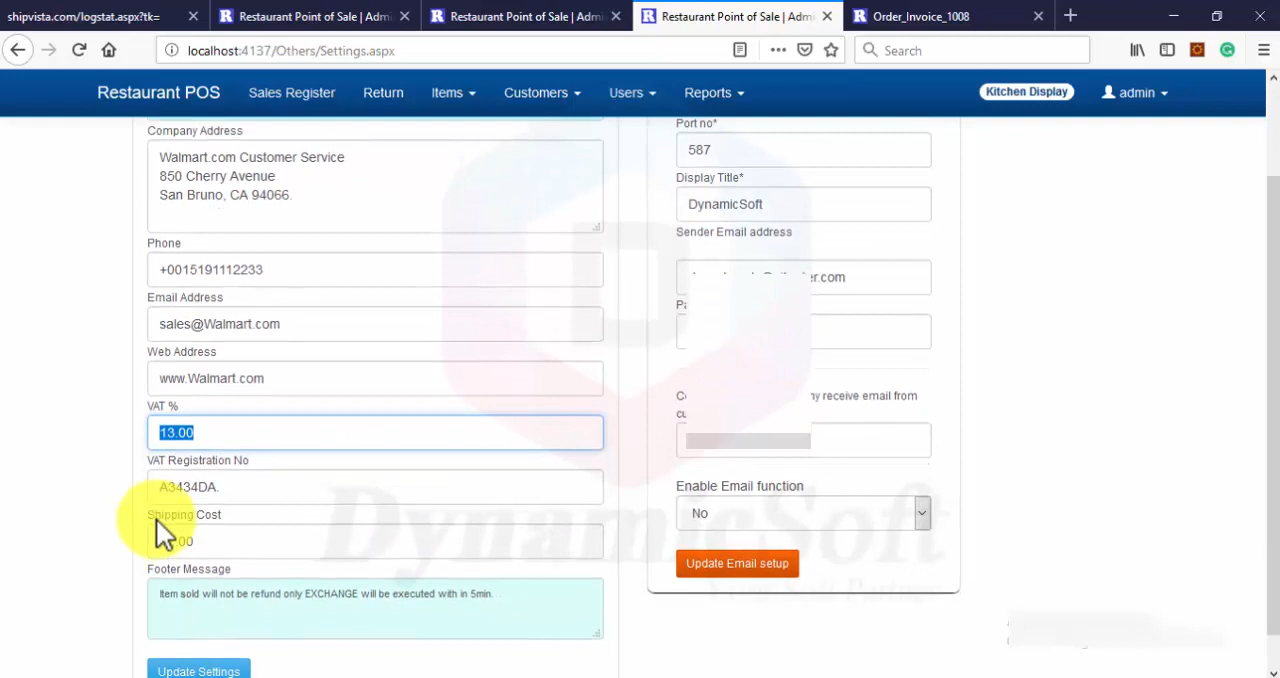 shipvista.com/logstat.aspx?tk=
Restaurant Point of Sale | Admi
Restaurant Point of Sale | Admi
Restaurant Point of Sale | Admi
Order_Invoice_1008
localhost:4137/Others/Settings.aspx
Search
Restaurant POS
Sales Register
Return
Items
Customers
Users
Reports
Kitchen Display
admin
Company Address
Walmart.com Customer Service
850 Cherry Avenue
San Bruno, CA 94066.
Phone
+0015191112233
Email Address
sales@Walmart.com
Web Address
www.Walmart.com
VAT %
13.00
VAT Registration No
A3434DA.
Shipping Cost
00
Footer Message
Item sold will not be refund only EXCHANGE will be executed with in 5min.
Update Settings
Port no*
587
Display Title*
DynamicSoft
Sender Email address
receive email from
Enable Email function
No
Update Email setup
DynamicSoft